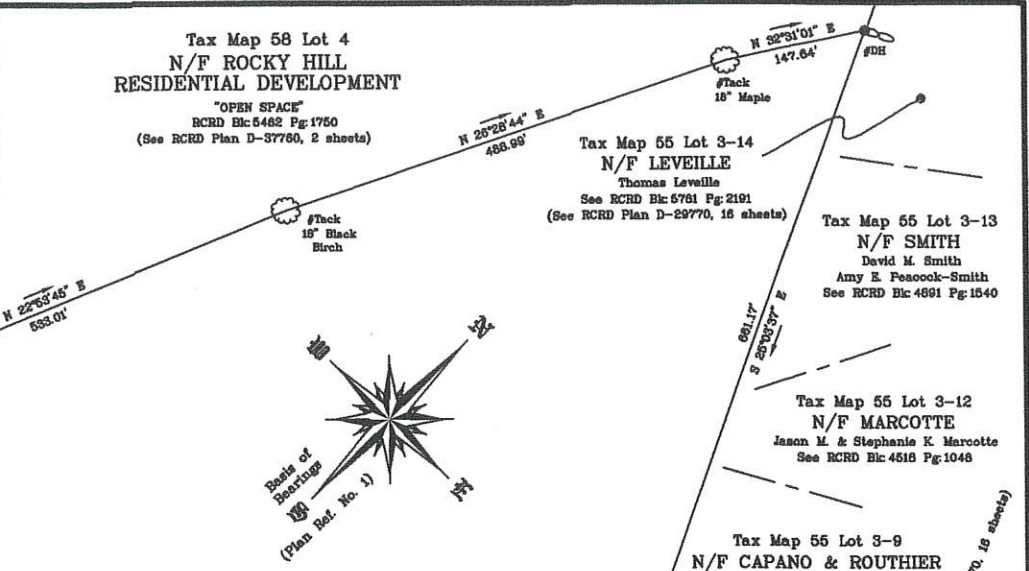 Tax Map 58 Lot 4
N/F ROCKY HILL
RESIDENTIAL DEVELOPMENT
"OPEN SPACE"
RCRD Bk: 5462 Pg: 1750
(See RCRD Plan D-37760, 2 sheets)
N 32°31'01" E
147.64'
#DH
#Tack
18" Maple
N 26°28'44" E
488.99'
Tax Map 55 Lot 3-14
N/F LEVEILLE
Thomas Leveille
See RCRD Bk: 5761 Pg: 2191
(See RCRD Plan D-29770, 16 sheets)
#Tack
18" Black
Birch
Tax Map 55 Lot 3-13
N/F SMITH
David M. Smith
Amy E. Peacock-Smith
See RCRD Bk: 4691 Pg: 1540
N 22°53'45" E
533.01'
661.17'
S 25°03'37" E
N
E
S
W
Basis of
Bearings
(Plan Ref. No. 1)
Tax Map 55 Lot 3-12
N/F MARCOTTE
Jason M. & Stephanie K. Marcotte
See RCRD Bk: 4516 Pg: 1046
Tax Map 55 Lot 3-9
N/F CAPANO & ROUTHIER
70, 16 sheets)